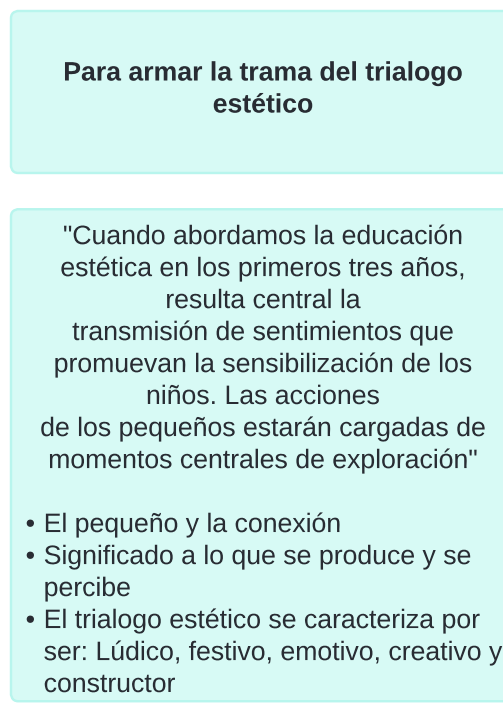 Para armar la trama del trialogo
estético
"Cuando abordamos la educación
estética en los primeros tres años,
resulta central la
transmisión de sentimientos que
promuevan la sensibilización de los
niños. Las acciones
de los pequeños estarán cargadas de
momentos centrales de exploración"
• El pequeño y la conexión
• Significado a lo que se produce y se
percibe
• El trialogo estético se caracteriza por
ser: Lúdico, festivo, emotivo, creativo y
constructor